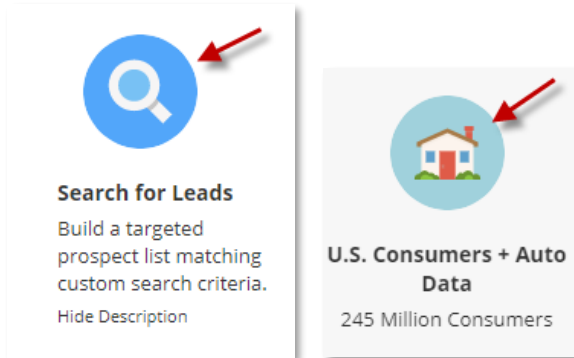 Search for Leads
Build a targeted
prospect list matching
custom search criteria.
Hide Description
U.S. Consumers + Auto
Data
245 Million Consumers